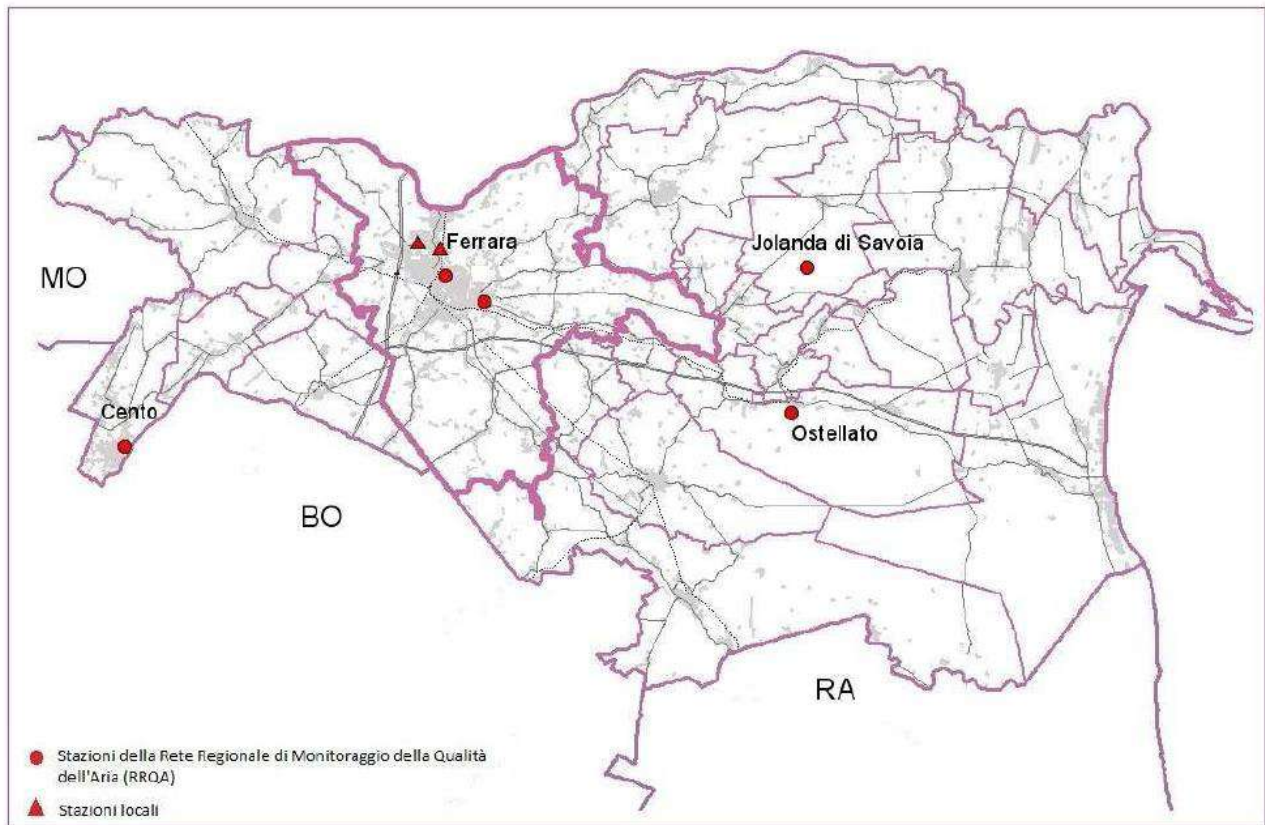 Ferrara
Jolanda di Savoia
MO
Cento
Ostellato
BO
RA
Stazioni della Rete Regionale di Monitoraggio della Qualità
dell'Aria (RRQA)
Stazioni locali